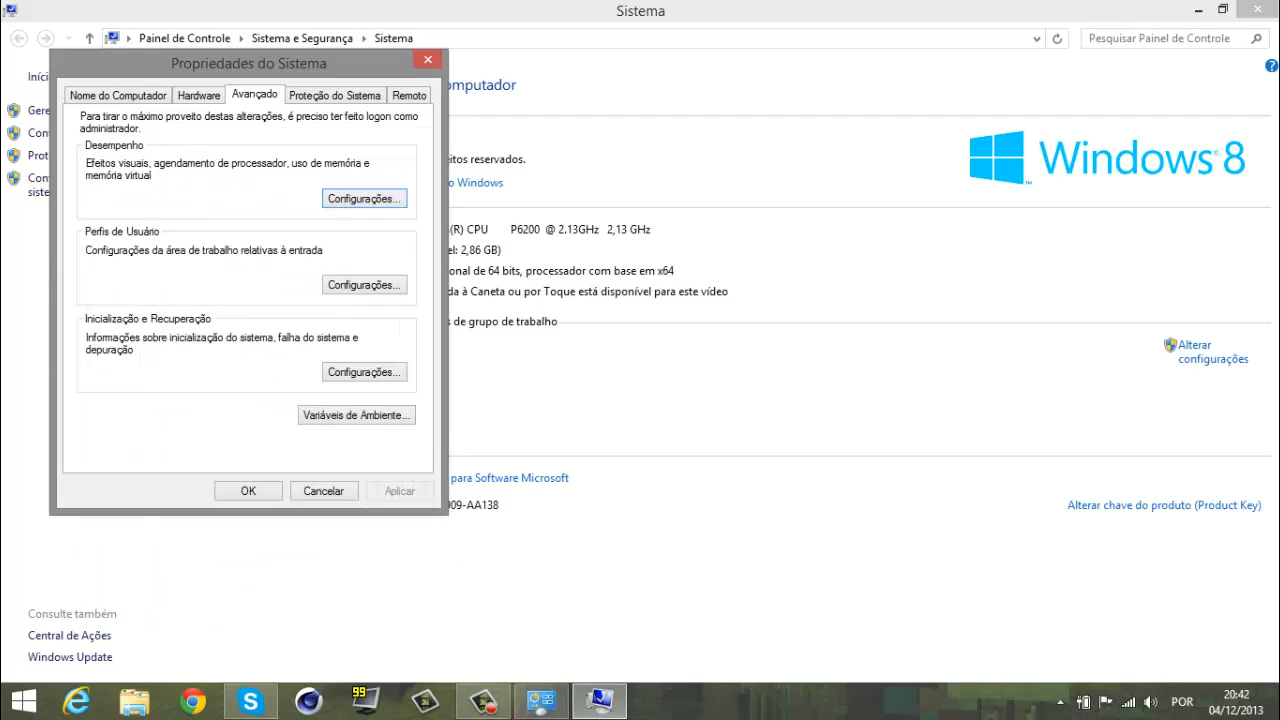 Sistema
Painel de Controle
Sistema e Segurança
Sistema
Pesquisar Painel de Controle
Propriedades do Sistema
Iníci
omputador
Nome do Computador
Hardware
Avançado
Proteção do Sistema
Remoto
Gere
Cont
Prot
Cont
siste
Para tirar o máximo proveito destas alterações, é preciso ter feito logon como
administrador.
Desempenho
Efeitos visuais, agendamento de processador, uso de memória e
memória virtual
Configurações...
Perfis de Usuário
Configurações da área de trabalho relativas à entrada
Configurações...
Inicialização e Recuperação
Informações sobre inicialização do sistema, falha do sistema e
depuração
Configurações...
Variáveis de Ambiente...
OK
Cancelar
Aplicar
eitos reservados.
o Windows
Windows 8
(R) CPU P6200 @ 2.13GHz 2,13 GHz
el: 2,86 GB)
onal de 64 bits, processador com base em x64
da à Caneta ou por Toque está disponível para este vídeo
s de grupo de trabalho
Alterar
configurações
para Software Microsoft
09-AA138
Alterar chave do produto (Product Key)
Consulte também
Central de Ações
Windows Update
99
POR
20:42
04/12/2013